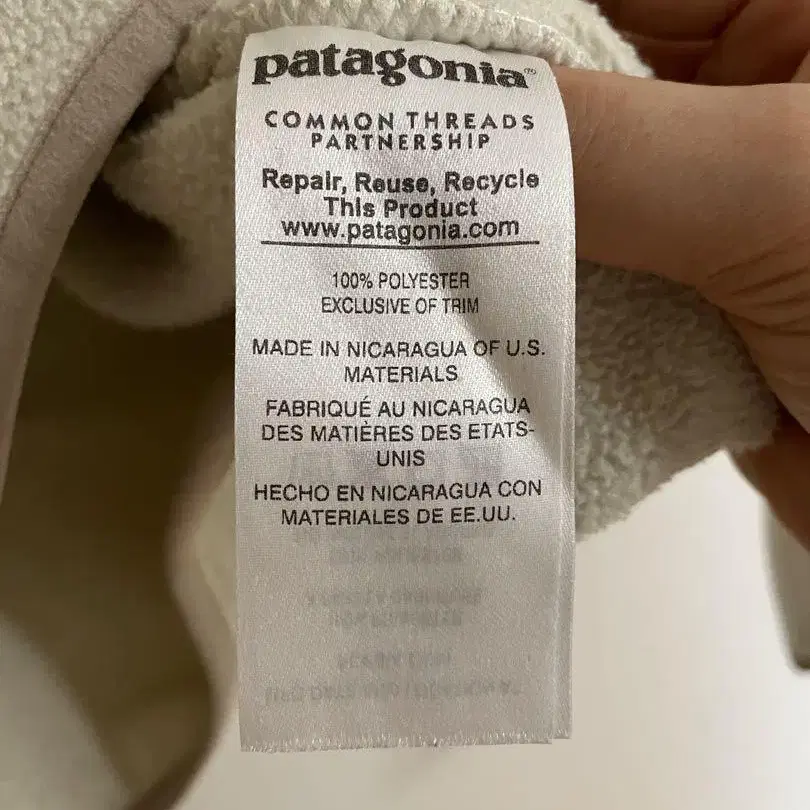 patagonia®
COMMON THREADS
PARTNERSHIP
Repair, Reuse, Recycle
This Product
www.patagonia.com
100% POLYESTER
EXCLUSIVE OF TRIM
MADE IN NICARAGUA OF U.S.
MATERIALS
FABRIQUÉ AU NICARAGUA
DES MATIÈRES DES ETATS-
UNIS
HECHO EN NICARAGUA CON
MATERIALES DE EE.UU.